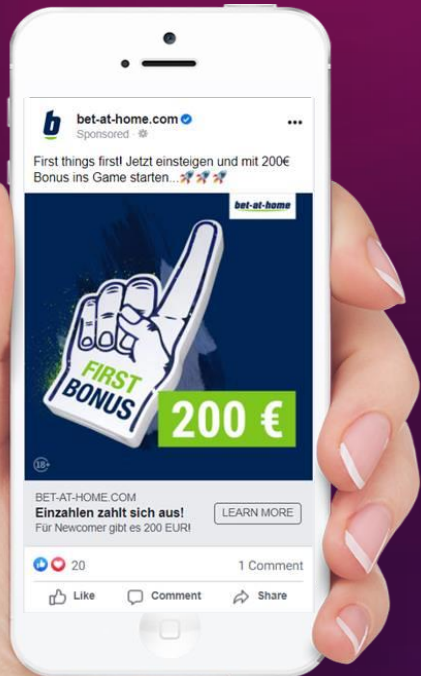 b bet-at-home.com
Sponsored
First things first! Jetzt einsteigen und mit 200€
Bonus ins Game starten...
bet-at-home
FIRST
BONUS
200 €
18+
BET-AT-HOME.COM
Einzahlen zahlt sich aus!
Für Newcomer gibt es 200 EUR!
LEARN MORE
20
1 Comment
Like
Comment
Share